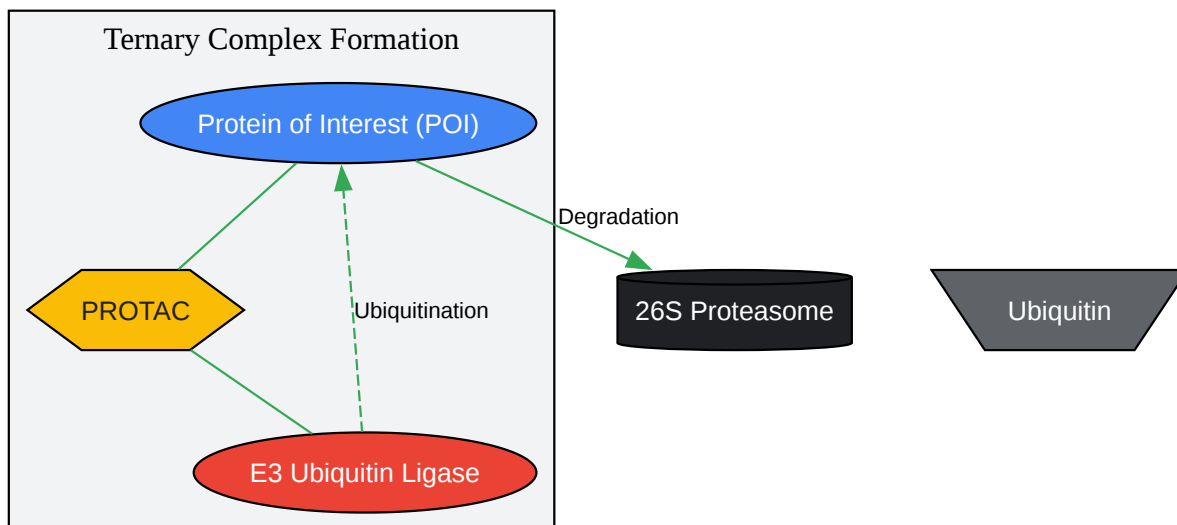 Ternary Complex Formation
Protein of Interest (POI)
Degradation
PROTAC
Ubiquitination
26S Proteasome
Ubiquitin
E3 Ubiquitin Ligase